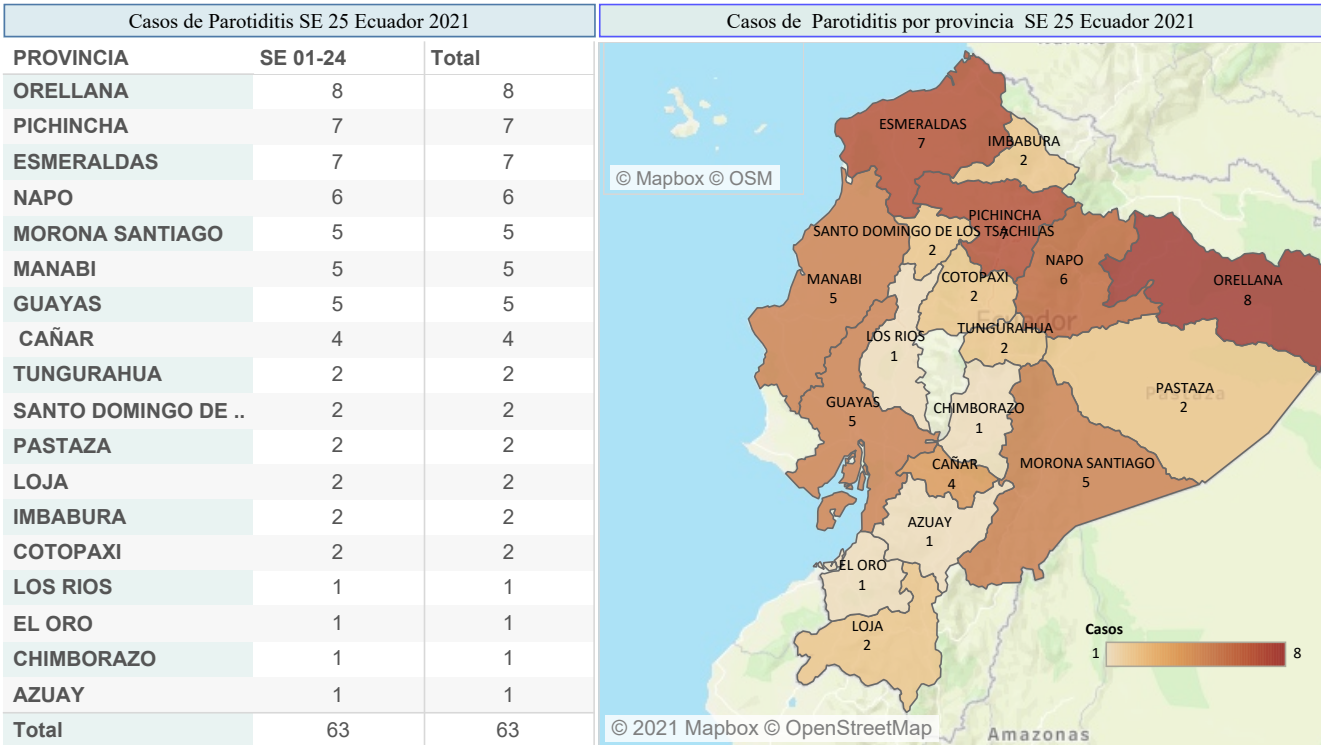 Casos de Parotiditis SE 25 Ecuador 2021
PROVINCIA SE 01-24 Total
ORELLANA 8 8
PICHINCHA 7 7
ESMERALDAS 7 7
NAPO 6 6
MORONA SANTIAGO 5 5
MANABI 5 5
GUAYAS 5 5
CAÑAR 4 4
TUNGURAHUA 2 2
SANTO DOMINGO DE .. 2 2
PASTAZA 2 2
LOJA 2 2
IMBABURA 2 2
COTOPAXI 2 2
LOS RIOS 1 1
EL ORO 1 1
CHIMBORAZO 1 1
AZUAY 1 1
Total 63 63
Casos de Parotiditis por provincia SE 25 Ecuador 2021
ESMERALDAS
7
IMBABURA
2
© Mapbox © OSM
PICHINCHA
7
SANTO DOMINGO DE LOS TSACHILAS
2
NAPO
6
ORELLANA
8
MANABI
5
COTOPAXI
2
Ecuador
TUNGURAHUA
2
LOS RIOS
1
PASTAZA
Pastaza
2
GUAYAS
5
CHIMBORAZO
1
CAÑAR
4
MORONA SANTIAGO
5
AZUAY
1
EL ORO
1
LOJA
2
Casos
1 8
© 2021 Mapbox © OpenStreetMap
Amazonas